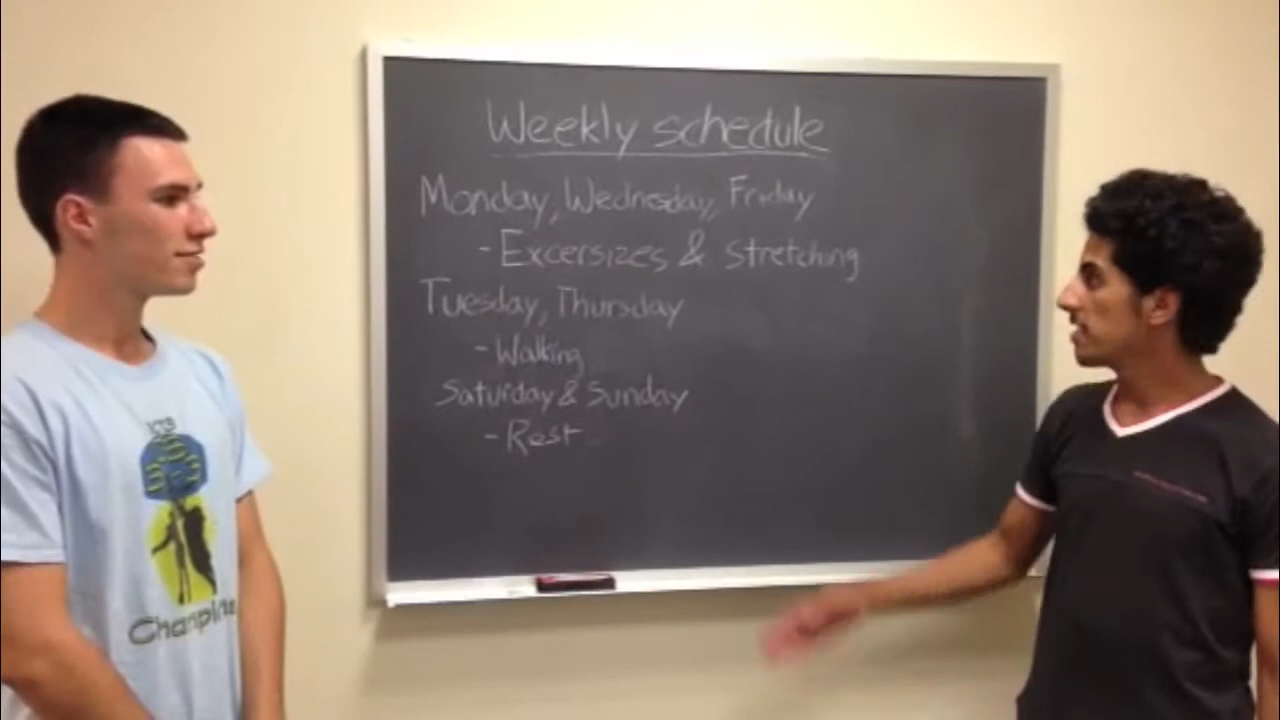 Weekly schedule
Monday, Wednesday, Friday
- Excersizes & stretching
Tuesday, Thursday
- Walking
Saturday & Sunday
- Rest